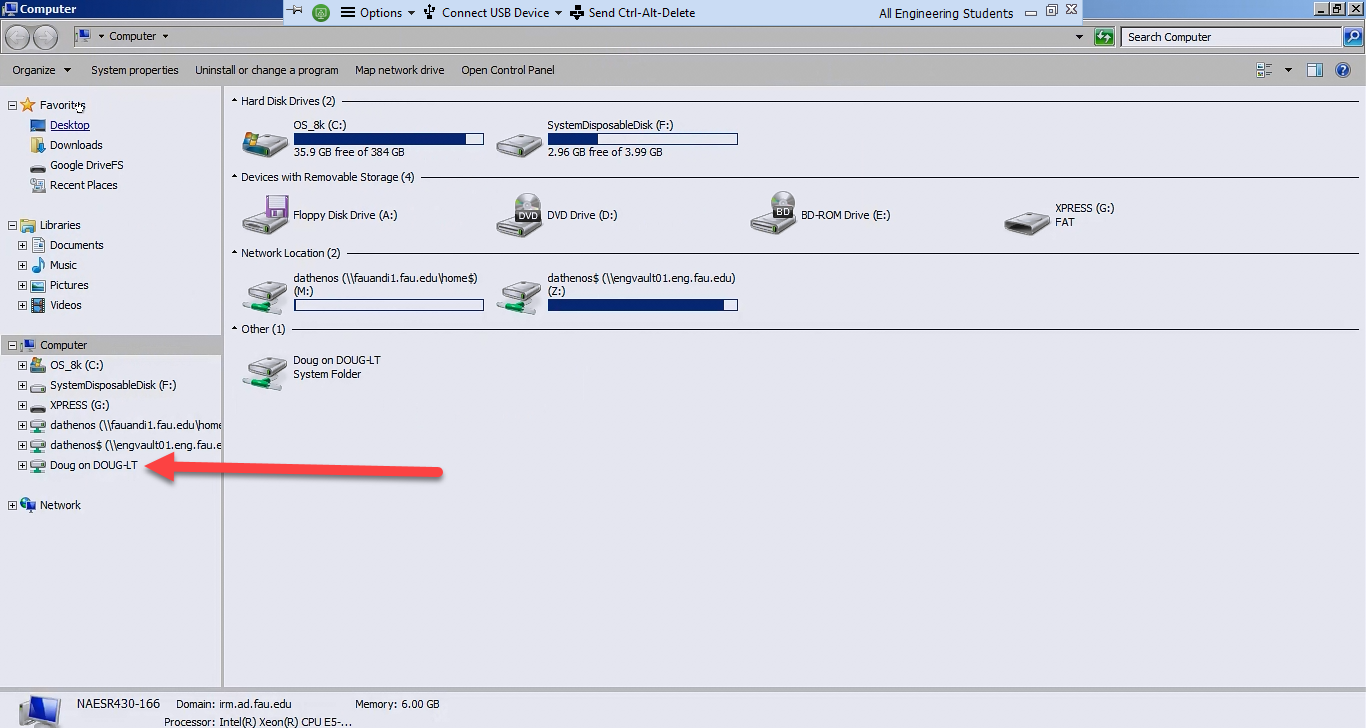 Computer
Options
Connect USB Device
Send Ctrl-Alt-Delete
All Engineering Students
Computer
Search Computer
Organize
System properties
Uninstall or change a program
Map network drive
Open Control Panel
Favorites
Desktop
Downloads
Google DriveFS
Recent Places
Libraries
Documents
Music
Pictures
Videos
Computer
OS_8k (C:)
SystemDisposableDisk (F:)
XPRESS (G:)
dathenos (\\fauandi1.fau.edu\home
dathenos$ (\\engvault01.eng.fau.e
Doug on DOUG-LT
Network
Hard Disk Drives (2)
OS_8k (C:)
35.9 GB free of 384 GB
SystemDisposableDisk (F:)
2.96 GB free of 3.99 GB
Devices with Removable Storage (4)
Floppy Disk Drive (A:)
DVD
DVD Drive (D:)
BD
BD-ROM Drive (E:)
XPRESS (G:)
FAT
Network Location (2)
dathenos (\\fauandi1.fau.edu\home$)
(M:)
dathenos$ (\\engvault01.eng.fau.edu)
(Z:)
Other (1)
Doug on DOUG-LT
System Folder
NAESR430-166
Domain: irm.ad.fau.edu
Memory: 6.00 GB
Processor: Intel(R) Xeon(R) CPU E5-...